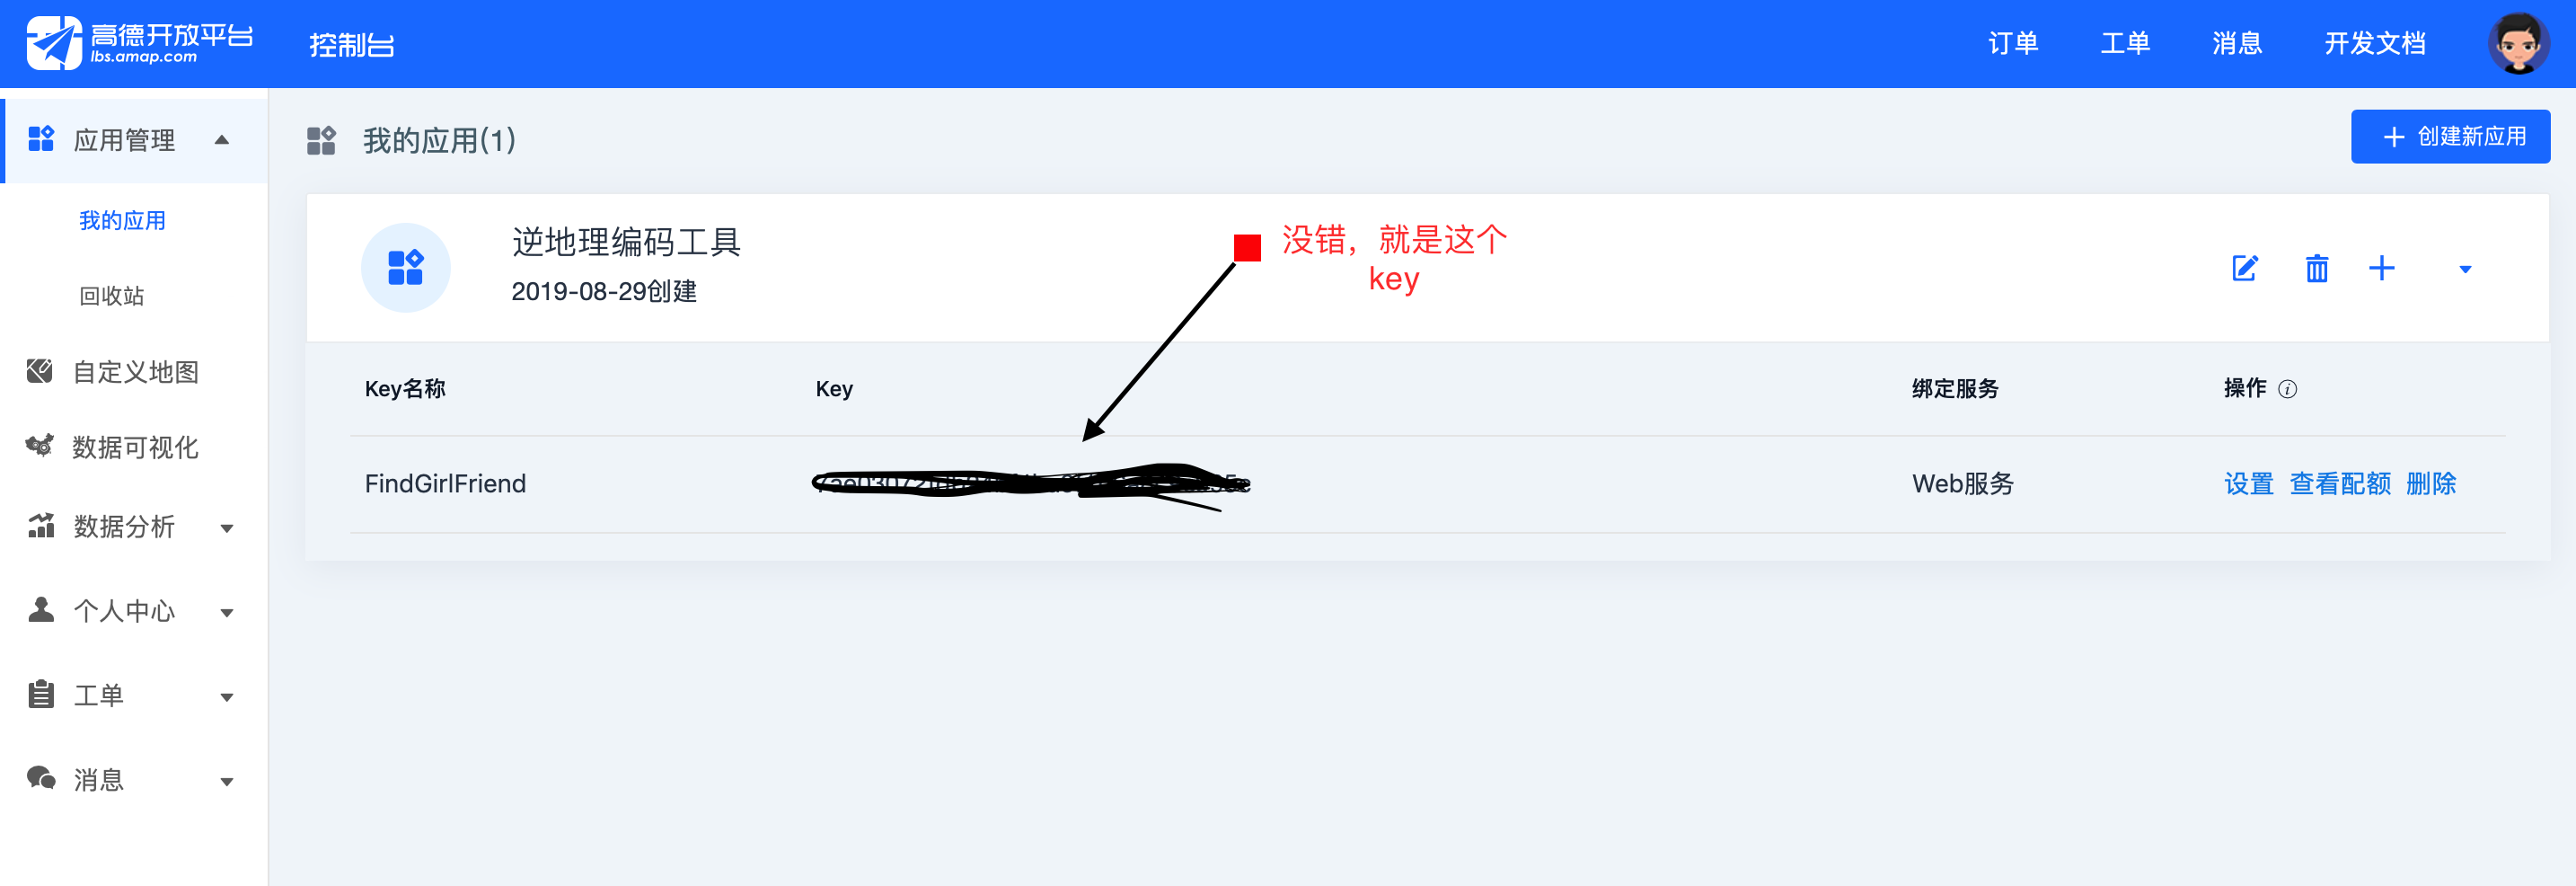 高德开放平台
lbs.amap.com
控制台
订单 工单 消息 开发文档
应用管理
我的应用
回收站
自定义地图
数据可视化
数据分析
个人中心
工单
消息
我的应用(1)
创建新应用
逆地理编码工具
2019-08-29创建
没错，就是这个
key
Key名称 Key 绑定服务 操作
FindGirlFriend Web服务 设置 查看配额 删除